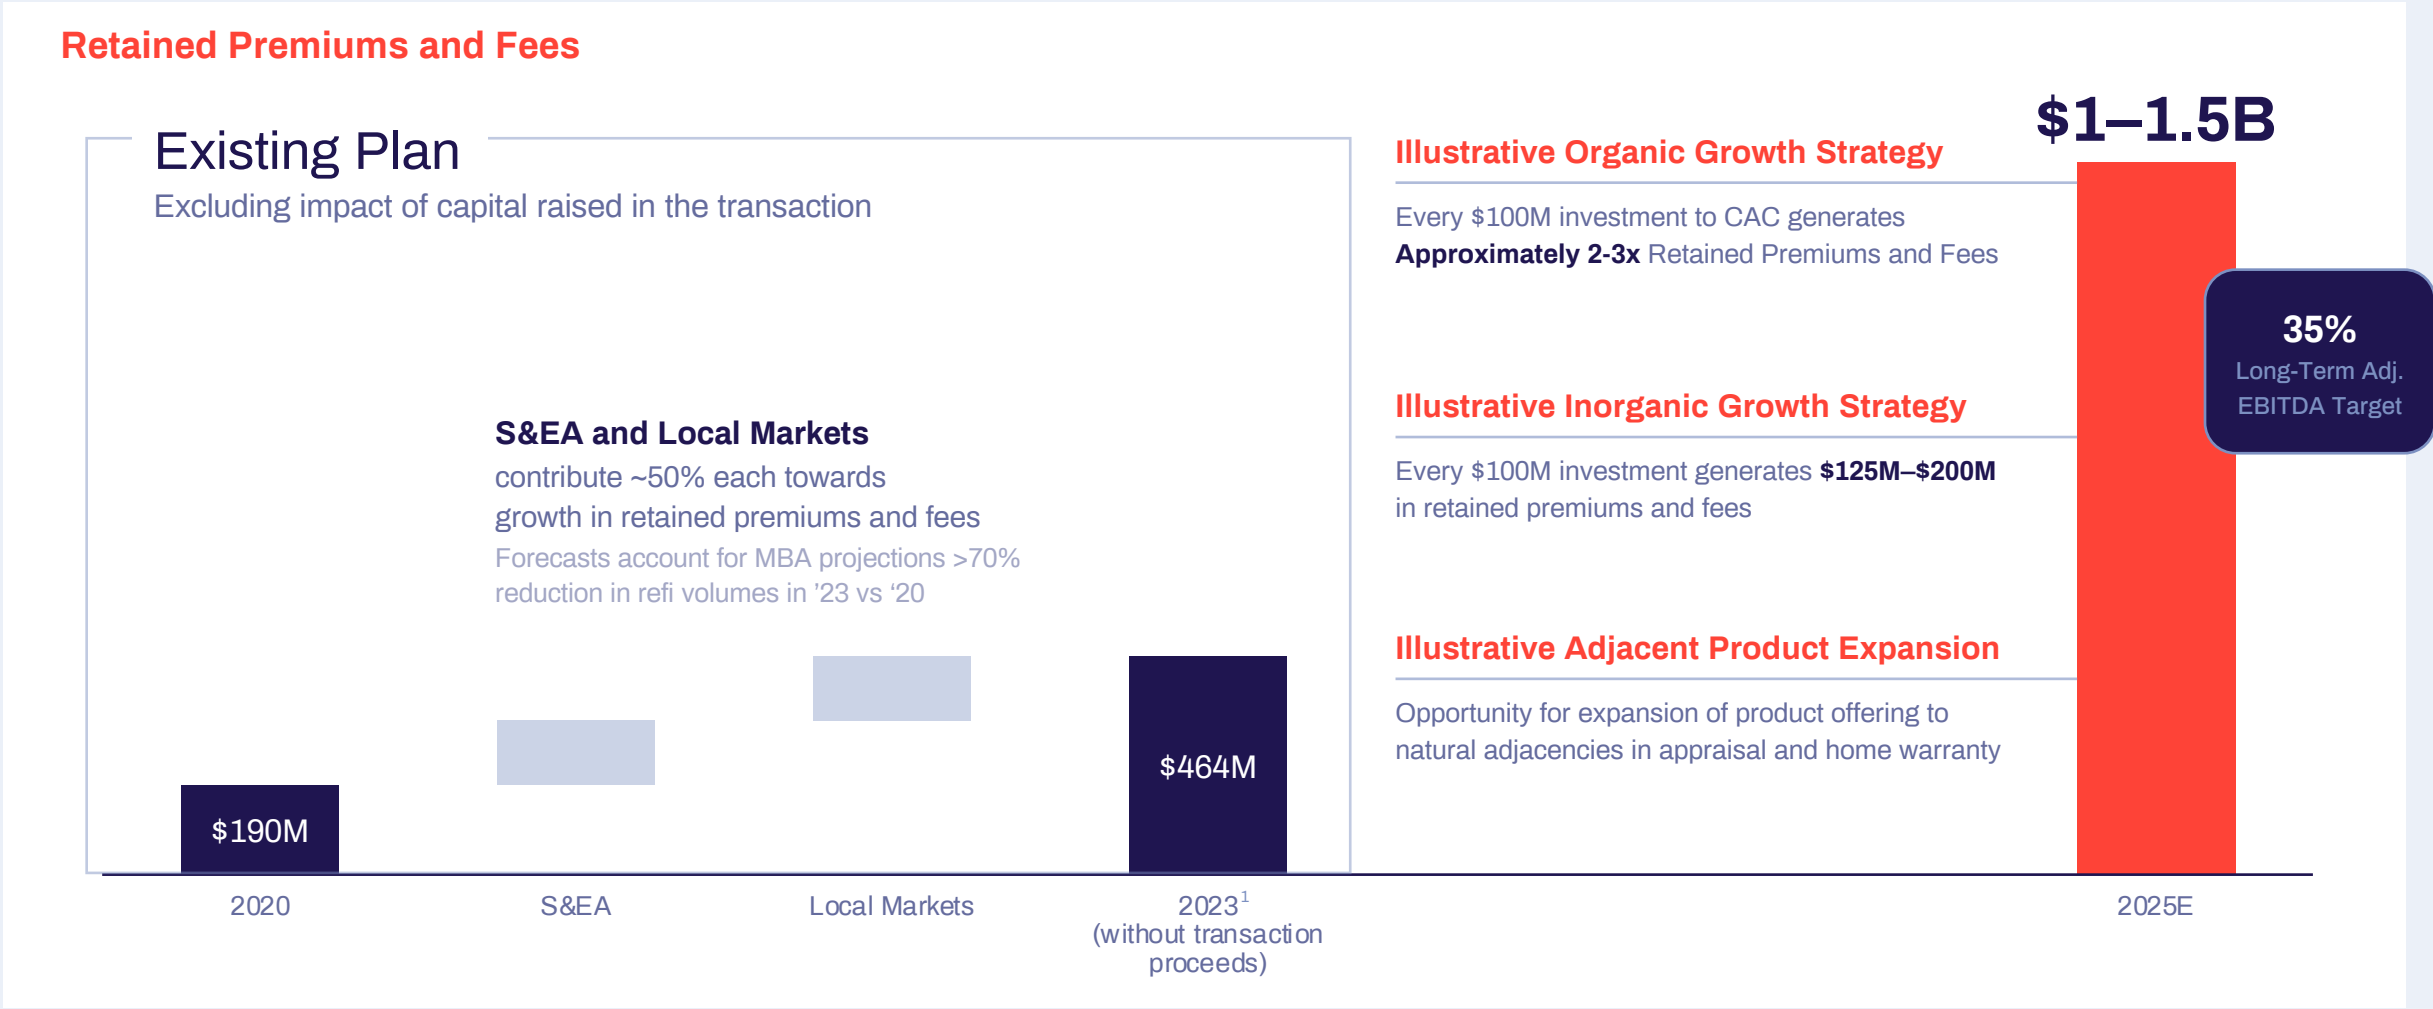 Retained Premiums and Fees
Existing Plan
Excluding impact of capital raised in the transaction
S&EA and Local Markets
contribute ~50% each towards
growth in retained premiums and fees
Forecasts account for MBA projections >70%
reduction in refi volumes in ’23 vs ‘20
$190M
$464M
2020
S&EA
Local Markets
2023¹
(without transaction
proceeds)
Illustrative Organic Growth Strategy
Every $100M investment to CAC generates
Approximately 2-3x Retained Premiums and Fees
Illustrative Inorganic Growth Strategy
Every $100M investment generates $125M–$200M
in retained premiums and fees
Illustrative Adjacent Product Expansion
Opportunity for expansion of product offering to
natural adjacencies in appraisal and home warranty
$1–1.5B
35%
Long-Term Adj.
EBITDA Target
2025E